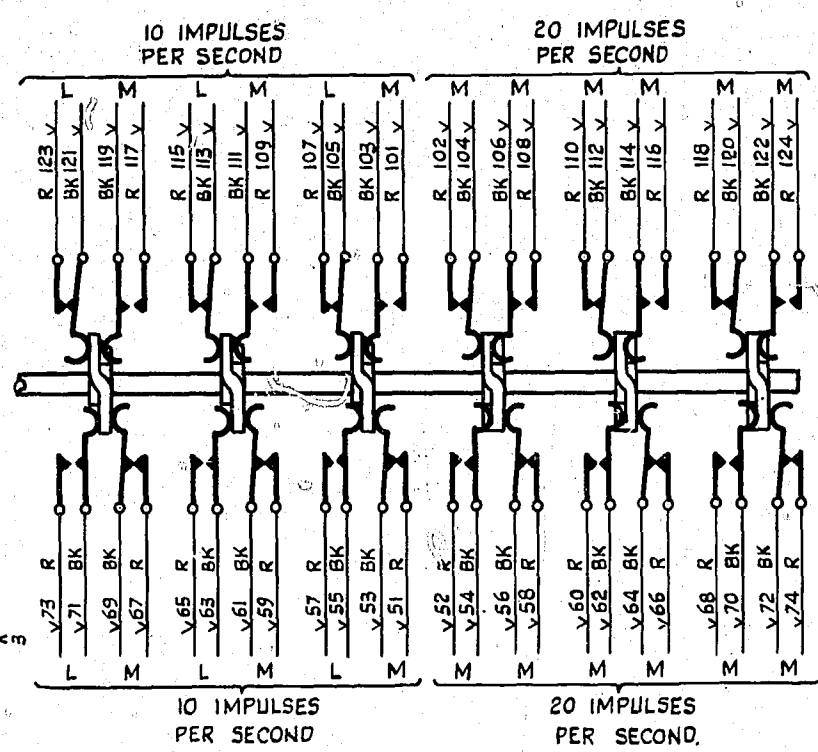 10 IMPULSES
PER SECOND
20 IMPULSES
PER SECOND
L M L M L M M M M M M M
R 123 V
BK 121 V
BK 119 V
R 117 V
R 115 V
BK 113 V
BK 111 V
R 109 V
R 107 V
BK 105 V
BK 103 V
R 101 V
R 102 V
BK 104 V
BK 106 V
R 108 V
R 110 V
BK 112 V
BK 114 V
R 116 V
R 118 V
BK 120 V
BK 122 V
R 124 V
V 73 R
V 71 BK
V 69 BK
V 67 R
V 65 R
V 63 BK
V 61 BK
V 59 R
V 57 R
V 55 BK
V 53 BK
V 51 R
V 52 R
V 54 BK
V 56 BK
V 58 R
V 60 R
V 62 BK
V 64 BK
V 66 R
V 68 R
V 70 BK
V 72 BK
V 74 R
3
L M L M L M M M M M M M
10 IMPULSES
PER SECOND
20 IMPULSES
PER SECOND.